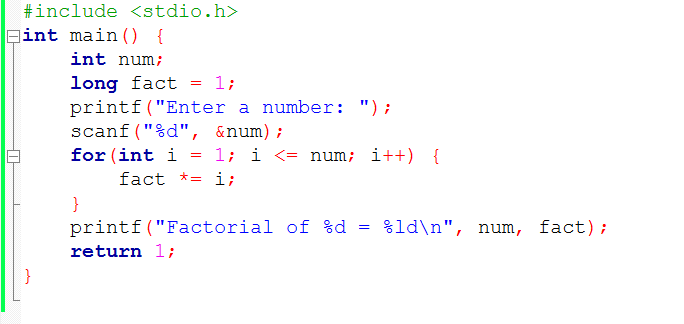 #include <stdio.h>
int main() {
    int num;
    long fact = 1;
    printf("Enter a number: ");
    scanf("%d", &num);
    for(int i = 1; i <= num; i++) {
        fact *= i;
    }
    printf("Factorial of %d = %ld\n", num, fact);
    return 1;
}